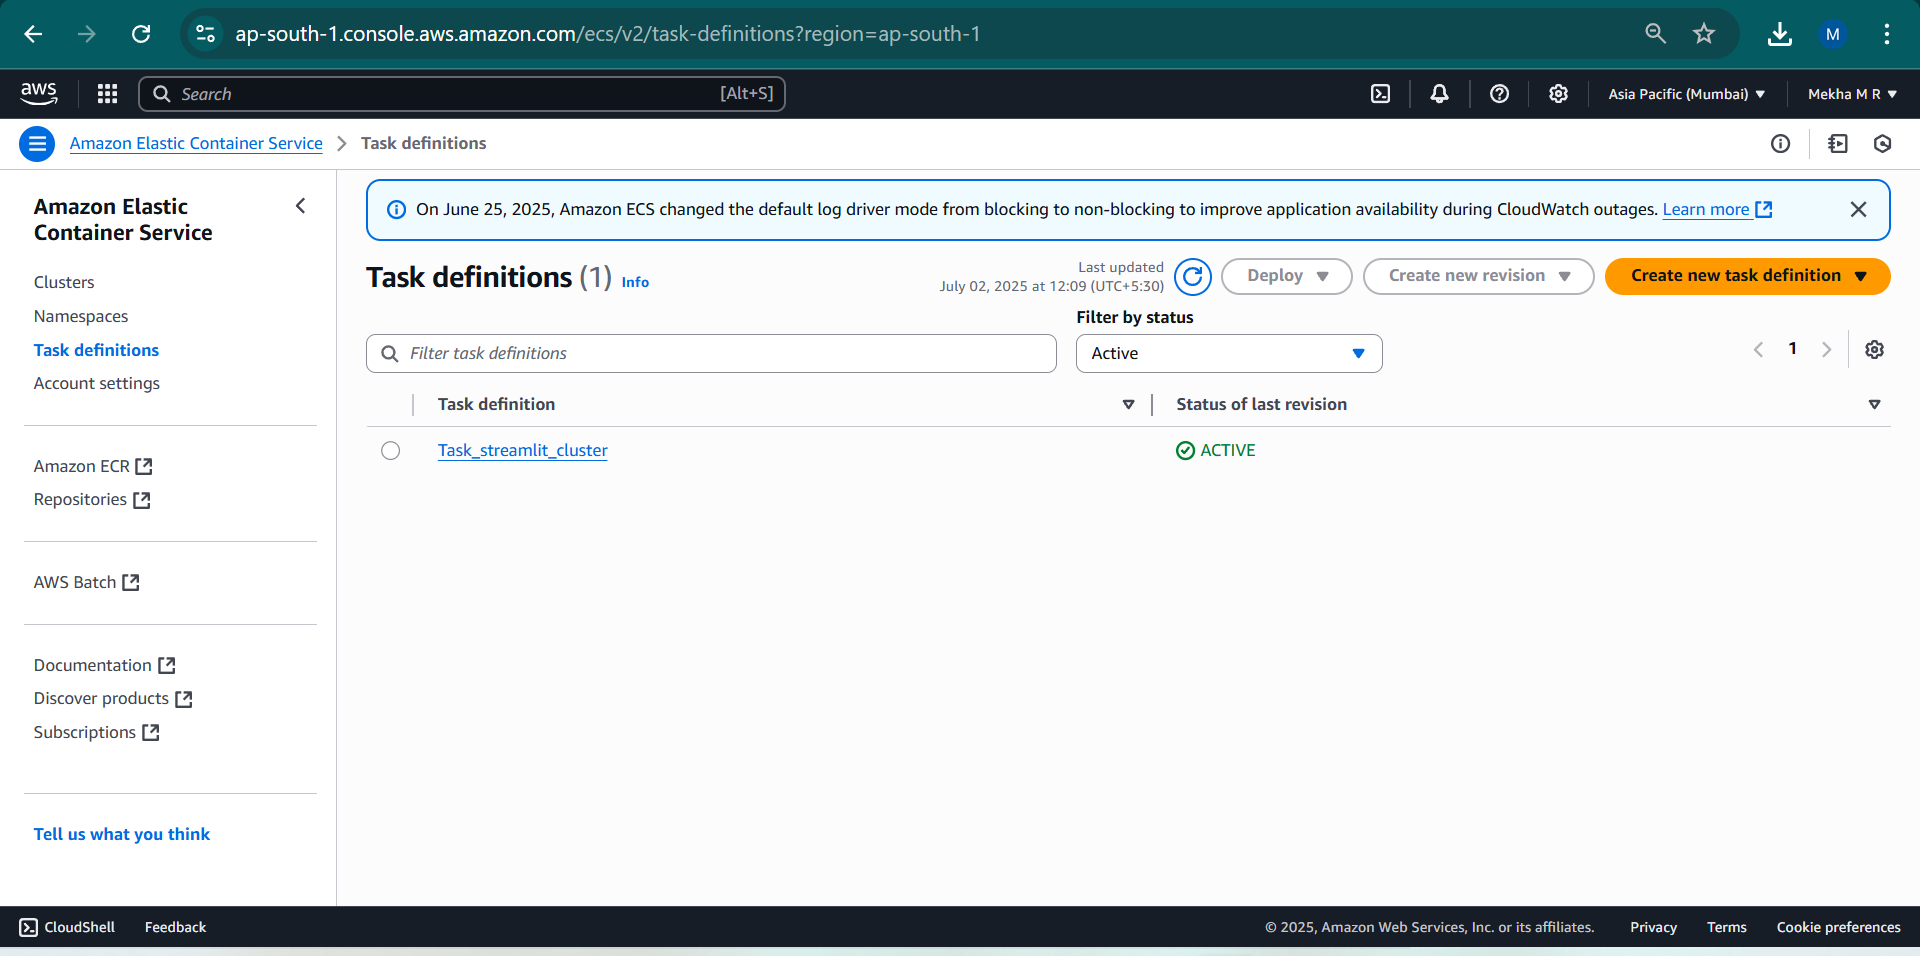 ap-south-1.console.aws.amazon.com/ecs/v2/task-definitions?region=ap-south-1
M
aws
Search
[Alt+S]
Asia Pacific (Mumbai)
Mekha M R
Amazon Elastic Container Service
Task definitions
Amazon Elastic
Container Service
Clusters
Namespaces
Task definitions
Account settings
Amazon ECR
Repositories
AWS Batch
Documentation
Discover products
Subscriptions
Tell us what you think
On June 25, 2025, Amazon ECS changed the default log driver mode from blocking to non-blocking to improve application availability during CloudWatch outages. Learn more
Task definitions (1) Info
Last updated
July 02, 2025 at 12:09 (UTC+5:30)
Deploy
Create new revision
Create new task definition
Filter by status
Filter task definitions
Active
1
Task definition
Status of last revision
Task_streamlit_cluster
ACTIVE
CloudShell
Feedback
© 2025, Amazon Web Services, Inc. or its affiliates.
Privacy
Terms
Cookie preferences